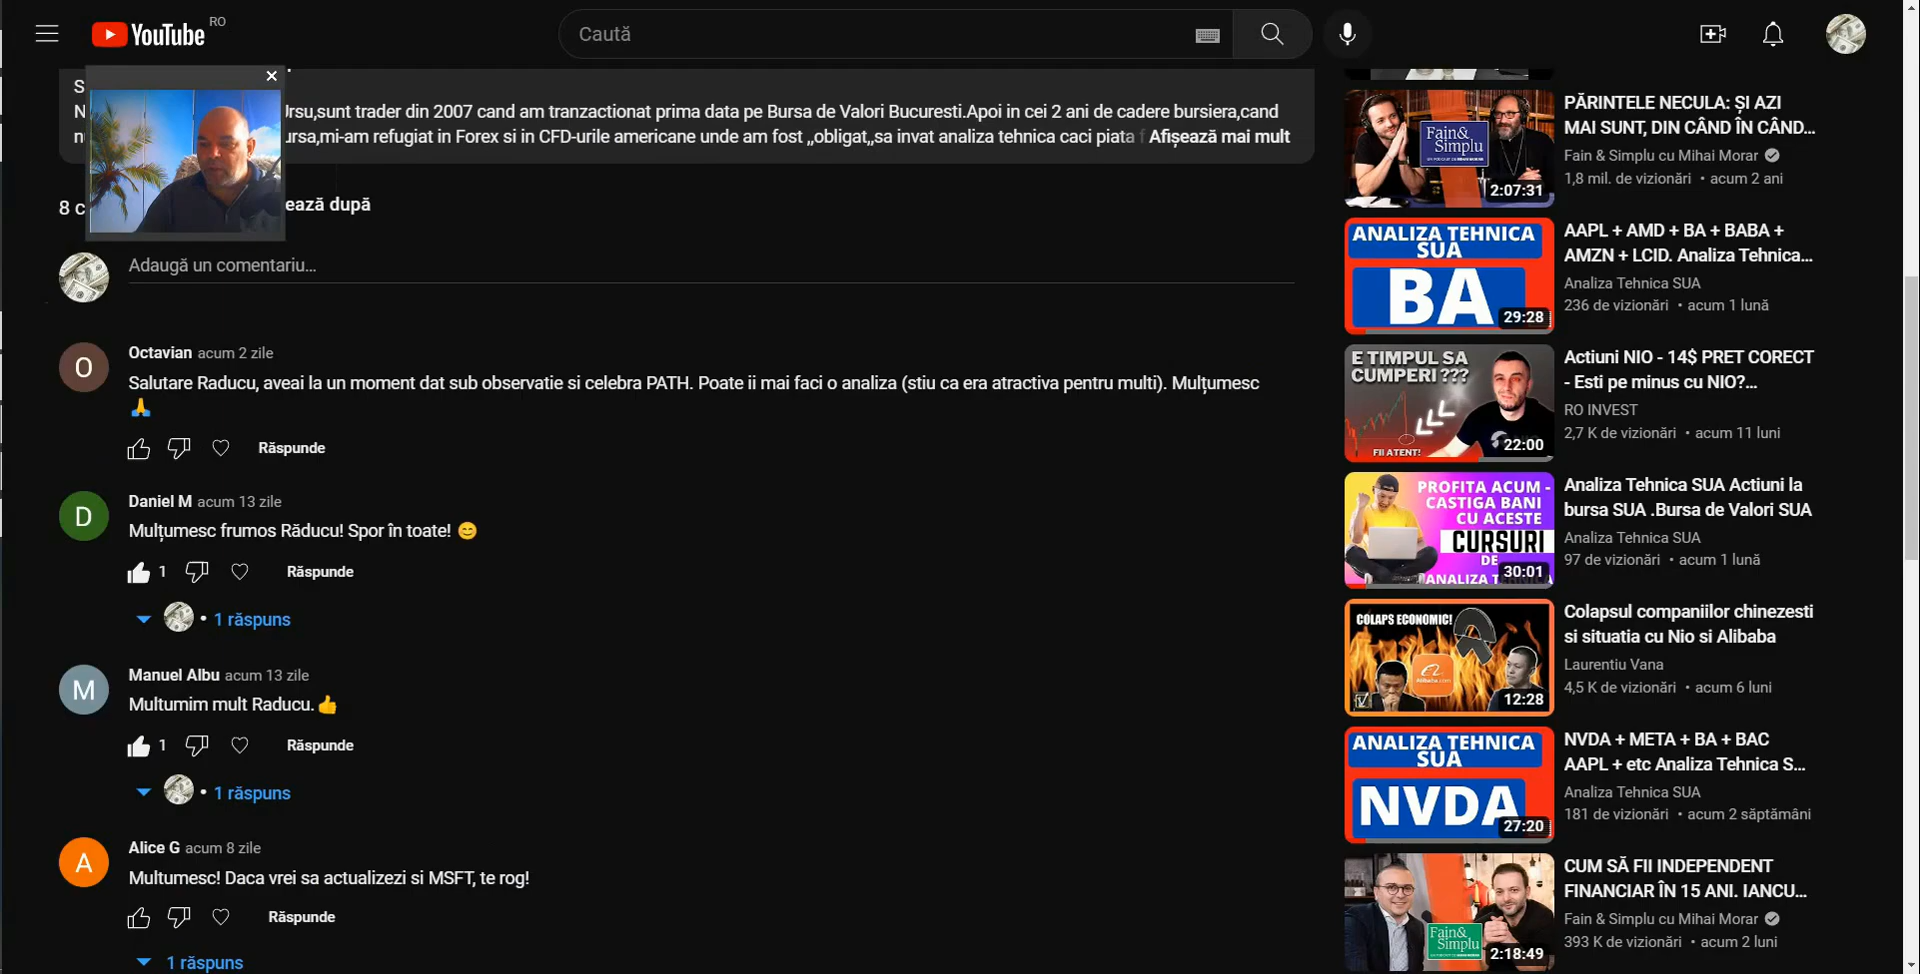 YouTube RO
Caută
S
N Ursu,sunt trader din 2007 cand am tranzactionat prima data pe Bursa de Valori Bucuresti.Apoi in cei 2 ani de cadere bursiera,cand
nu ursa,mi-am refugiat in Forex si in CFD-urile americane unde am fost „obligat„sa invat analiza tehnica caci piata f Afișează mai mult
8 c ează după
Adaugă un comentariu...
Octavian acum 2 zile
Salutare Raducu, aveai la un moment dat sub observatie si celebra PATH. Poate ii mai faci o analiza (stiu ca era atractiva pentru multi). Mulțumesc
🙏
Răspunde
Daniel M acum 13 zile
Mulțumesc frumos Răducu! Spor în toate! 😊
1 Răspunde
• 1 răspuns
Manuel Albu acum 13 zile
Multumim mult Raducu.👍
1 Răspunde
• 1 răspuns
Alice G acum 8 zile
Multumesc! Daca vrei sa actualizezi si MSFT, te rog!
Răspunde
1 răspuns
O
D
M
A
Fain&
Simplu
2:07:31
PĂRINTELE NECULA: ȘI AZI
MAI SUNT, DIN CÂND ÎN CÂND...
Fain & Simplu cu Mihai Morar
1,8 mil. de vizionări • acum 2 ani
ANALIZA TEHNICA
SUA
BA
29:28
AAPL + AMD + BA + BABA +
AMZN + LCID. Analiza Tehnica...
Analiza Tehnica SUA
236 de vizionări • acum 1 lună
E TIMPUL SA
CUMPERI ???
FII ATENT!
22:00
Actiuni NIO - 14$ PRET CORECT
- Esti pe minus cu NIO?...
RO INVEST
2,7 K de vizionări • acum 11 luni
PROFITA ACUM -
CASTIGA BANI
CU ACESTE
CURSURI
DE
ANALIZA TEHNICA
30:01
Analiza Tehnica SUA Actiuni la
bursa SUA .Bursa de Valori SUA
Analiza Tehnica SUA
97 de vizionări • acum 1 lună
COLAPS ECONOMIC!
Alibaba.com
12:28
Colapsul companiilor chinezesti
si situatia cu Nio si Alibaba
Laurentiu Vana
4,5 K de vizionări • acum 6 luni
ANALIZA TEHNICA
SUA
NVDA
27:20
NVDA + META + BA + BAC
AAPL + etc Analiza Tehnica S...
Analiza Tehnica SUA
181 de vizionări • acum 2 săptămâni
Fain&
Simplu
2:18:49
CUM SĂ FII INDEPENDENT
FINANCIAR ÎN 15 ANI. IANCU...
Fain & Simplu cu Mihai Morar
393 K de vizionări • acum 2 luni